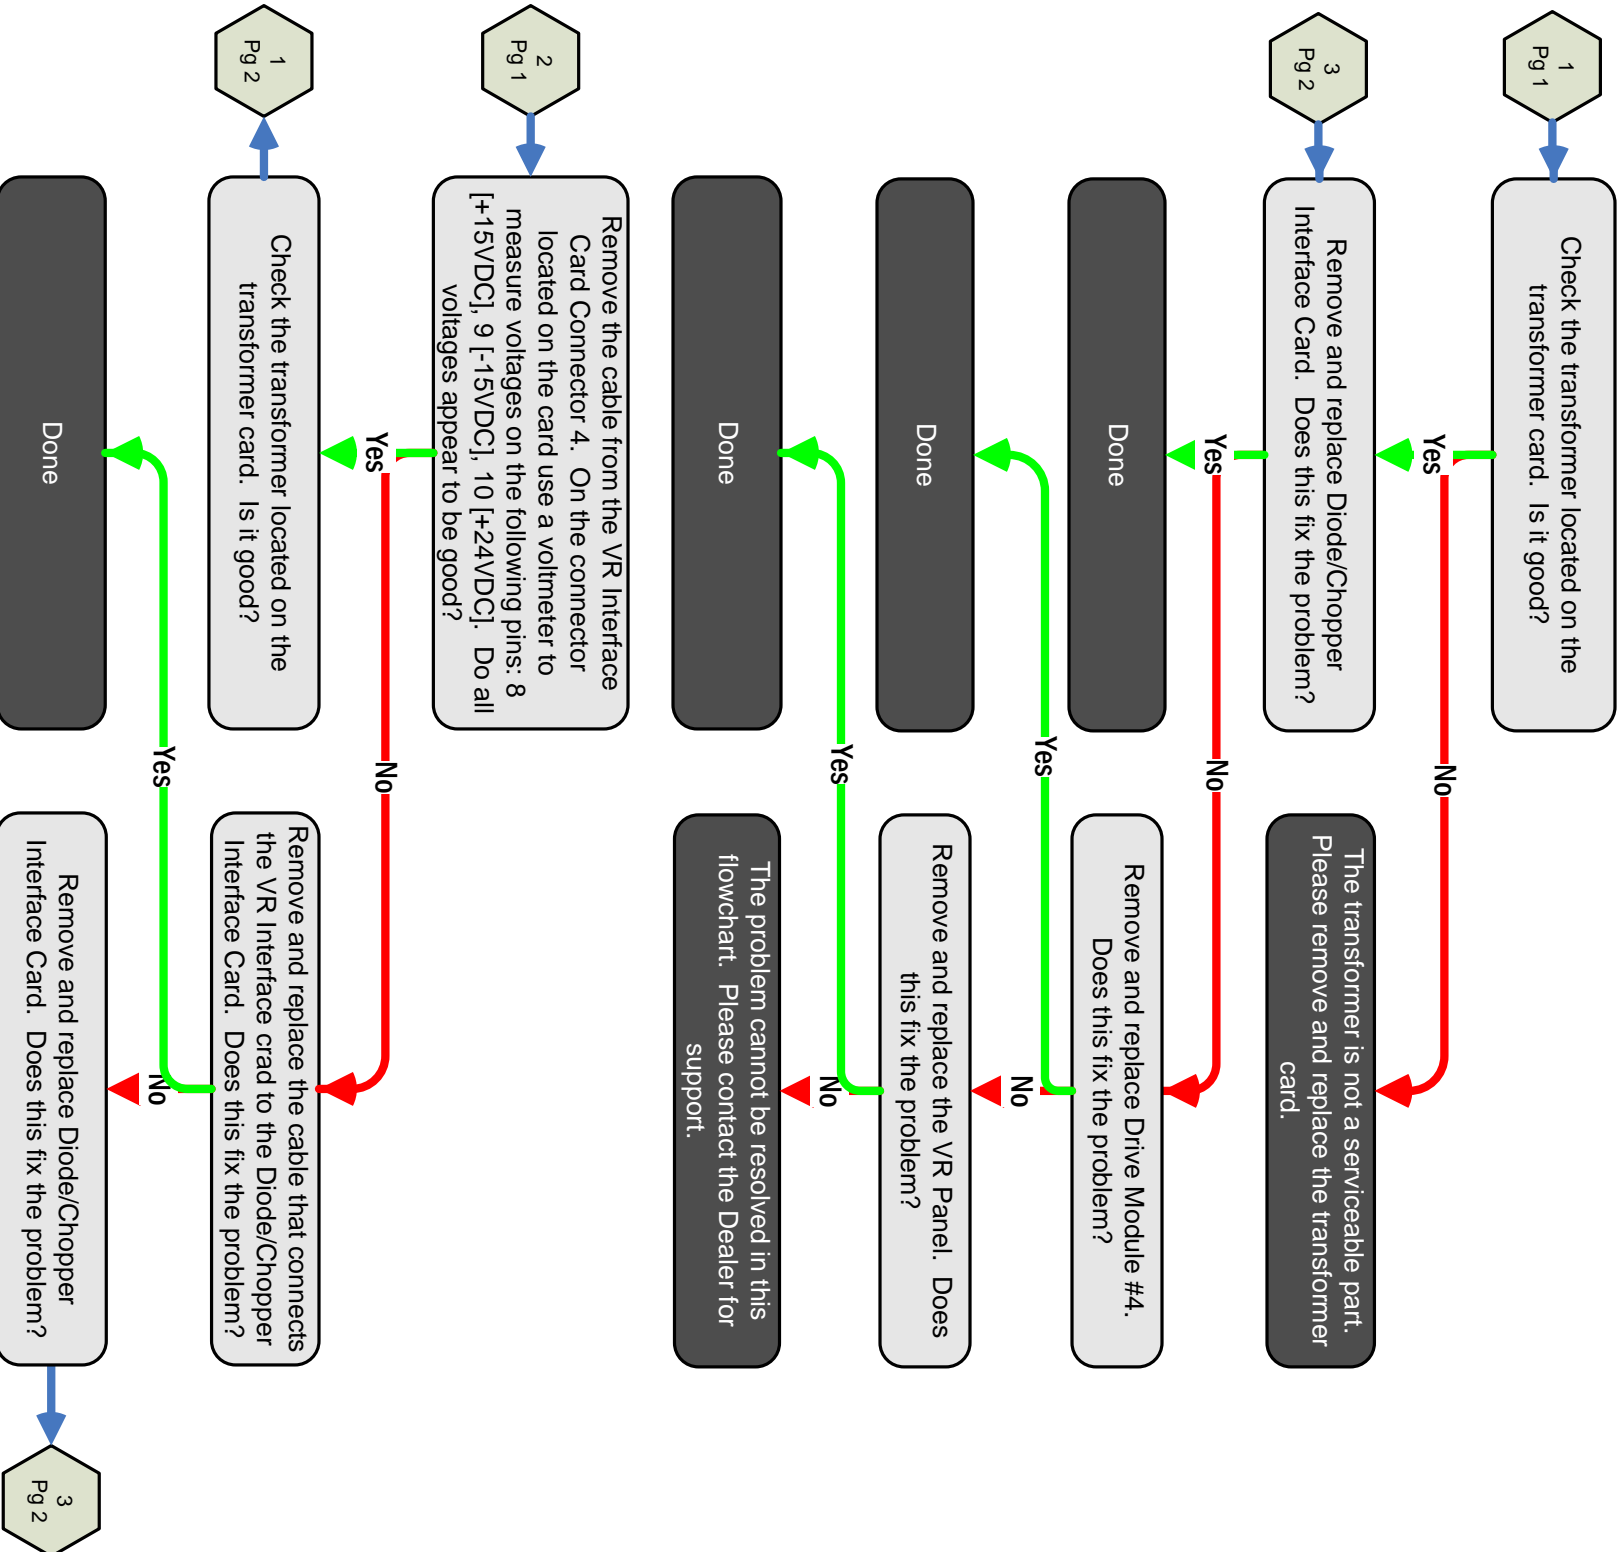 1
Pg 1
Check the transformer located on the
transformer card.  Is it good?
Yes
No
3
Pg 2
Remove and replace Diode/Chopper
Interface Card.  Does this fix the problem?
The transformer is not a serviceable part.
Please remove and replace the transformer
card.
Yes
No
Done
Remove and replace Drive Module #4.
Does this fix the problem?
Yes
No
Done
Remove and replace the VR Panel.  Does
this fix the problem?
Yes
No
Done
The problem cannot be resolved in this
flowchart.  Please contact the Dealer for
support.
2
Pg 1
Remove the cable from the VR Interface
Card Connector 4.  On the connector
located on the card use a voltmeter to
measure voltages on the following pins: 8
[+15VDC], 9 [-15VDC], 10 [+24VDC].  Do all
voltages appear to be good?
Yes
No
1
Pg 2
Check the transformer located on the
transformer card.  Is it good?
Remove and replace the cable that connects
the VR Interface crad to the Diode/Chopper
Interface Card.  Does this fix the problem?
Yes
No
Done
Remove and replace Diode/Chopper
Interface Card.  Does this fix the problem?
3
Pg 2